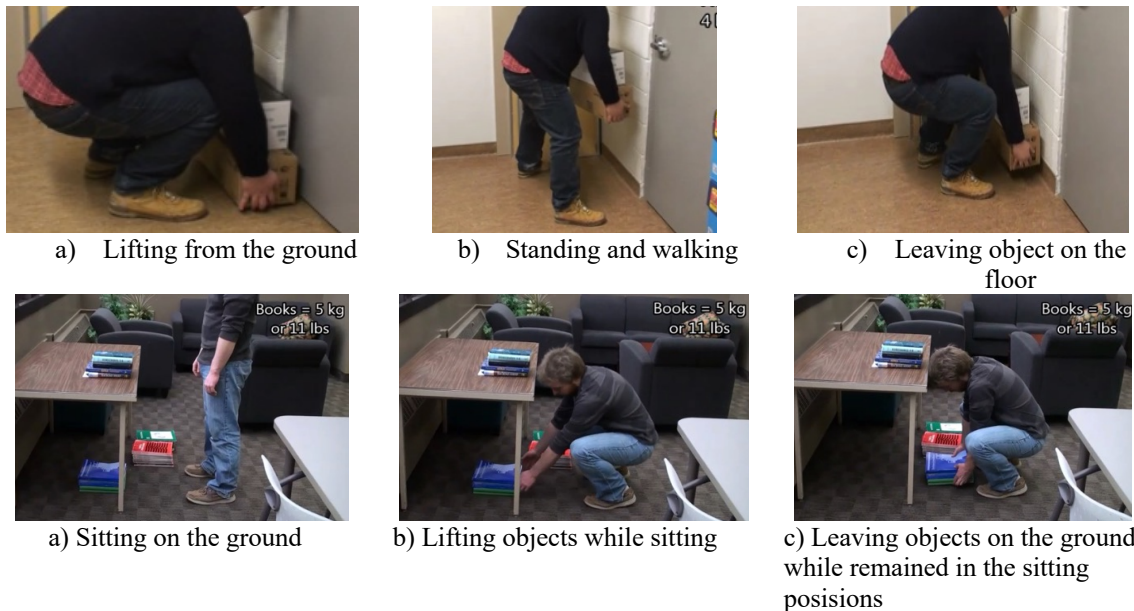 4 l
a) Lifting from the ground
b) Standing and walking
c) Leaving object on the
floor
Books = 5 kg
or 11 lbs
Books = 5 kg
or 11 lbs
Books = 5 kg
or 11 lbs
a) Sitting on the ground
b) Lifting objects while sitting
c) Leaving objects on the ground
while remained in the sitting
posisions